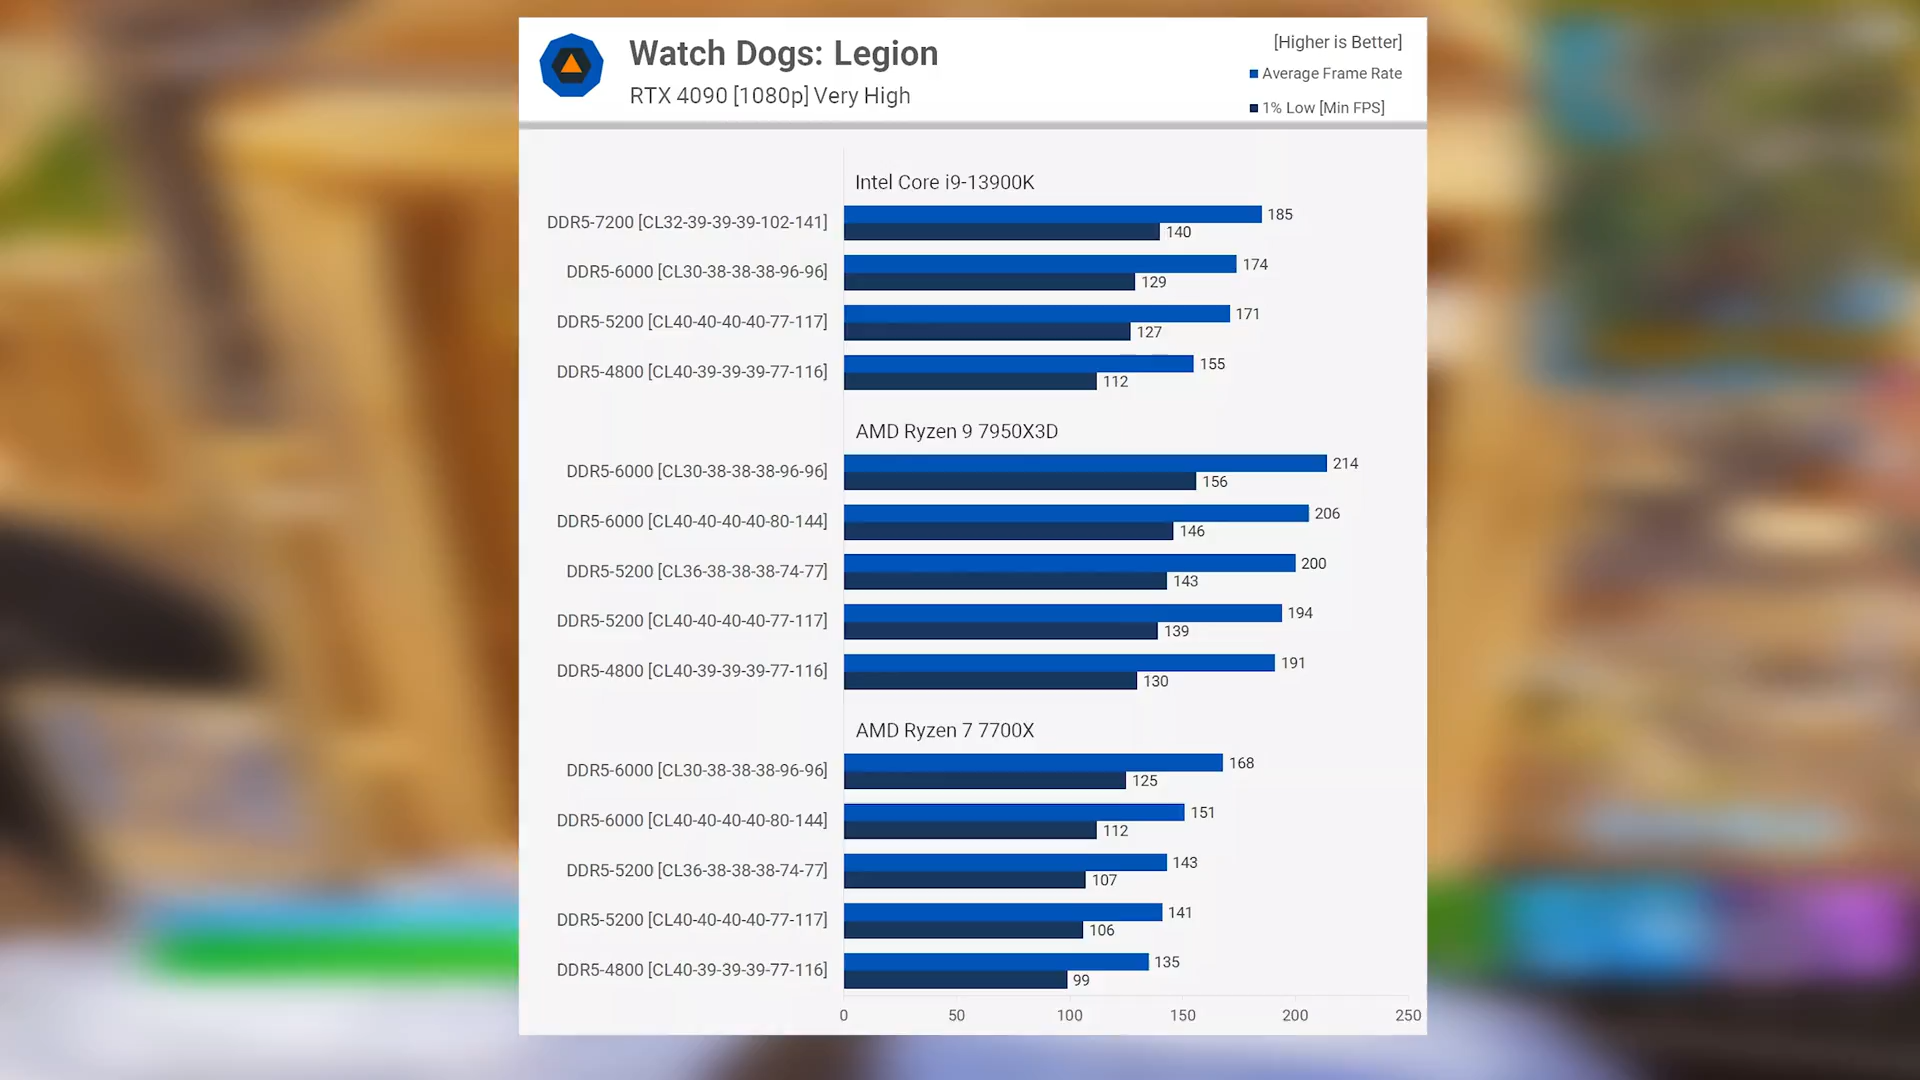 Watch Dogs: Legion
RTX 4090 [1080p] Very High
[Higher is Better]
Average Frame Rate
1% Low [Min FPS]
Intel Core i9-13900K
DDR5-7200 [CL32-39-39-39-102-141] 185
140
DDR5-6000 [CL30-38-38-38-96-96] 174
129
DDR5-5200 [CL40-40-40-40-77-117] 171
127
DDR5-4800 [CL40-39-39-39-77-116] 155
112
AMD Ryzen 9 7950X3D
DDR5-6000 [CL30-38-38-38-96-96] 214
156
DDR5-6000 [CL40-40-40-40-80-144] 206
146
DDR5-5200 [CL36-38-38-38-74-77] 200
143
DDR5-5200 [CL40-40-40-40-77-117] 194
139
DDR5-4800 [CL40-39-39-39-77-116] 191
130
AMD Ryzen 7 7700X
DDR5-6000 [CL30-38-38-38-96-96] 168
125
DDR5-6000 [CL40-40-40-40-80-144] 151
112
DDR5-5200 [CL36-38-38-38-74-77] 143
107
DDR5-5200 [CL40-40-40-40-77-117] 141
106
DDR5-4800 [CL40-39-39-39-77-116] 135
99
0 50 100 150 200 250